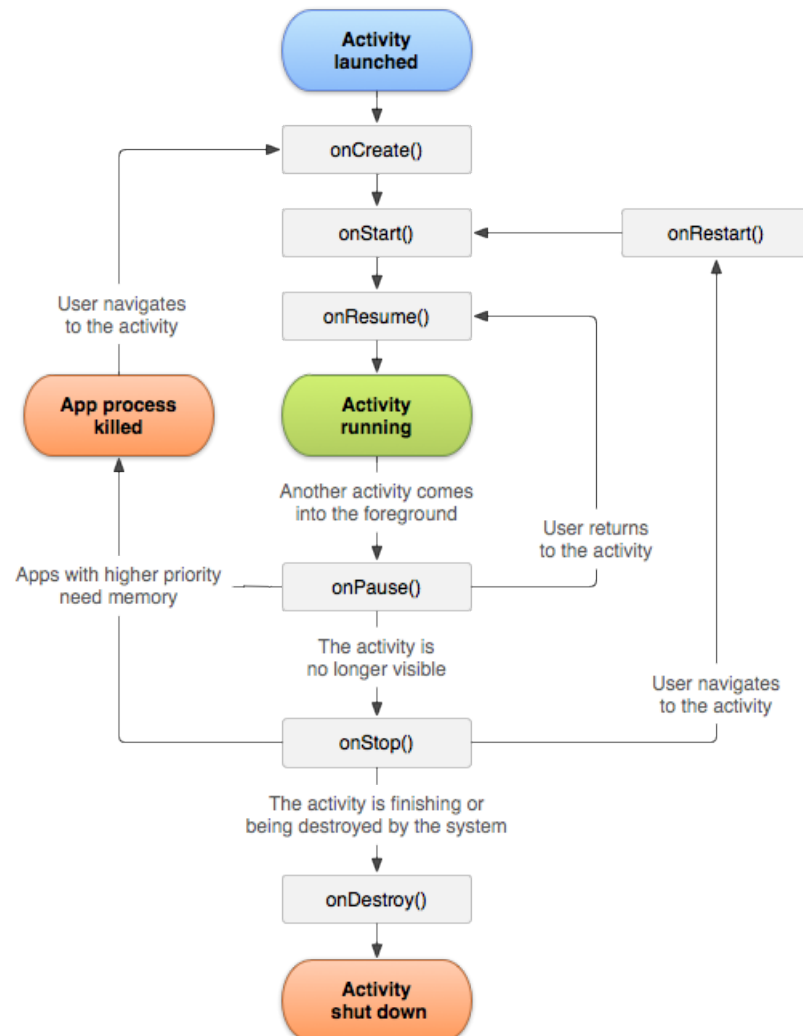 Activity
launched
onCreate()
onStart()
onRestart()
User navigates
to the activity
onResume()
App process
killed
Activity
running
Another activity comes
into the foreground
User returns
to the activity
Apps with higher priority
need memory
onPause()
The activity is
no longer visible
User navigates
to the activity
onStop()
The activity is finishing or
being destroyed by the system
onDestroy()
Activity
shut down